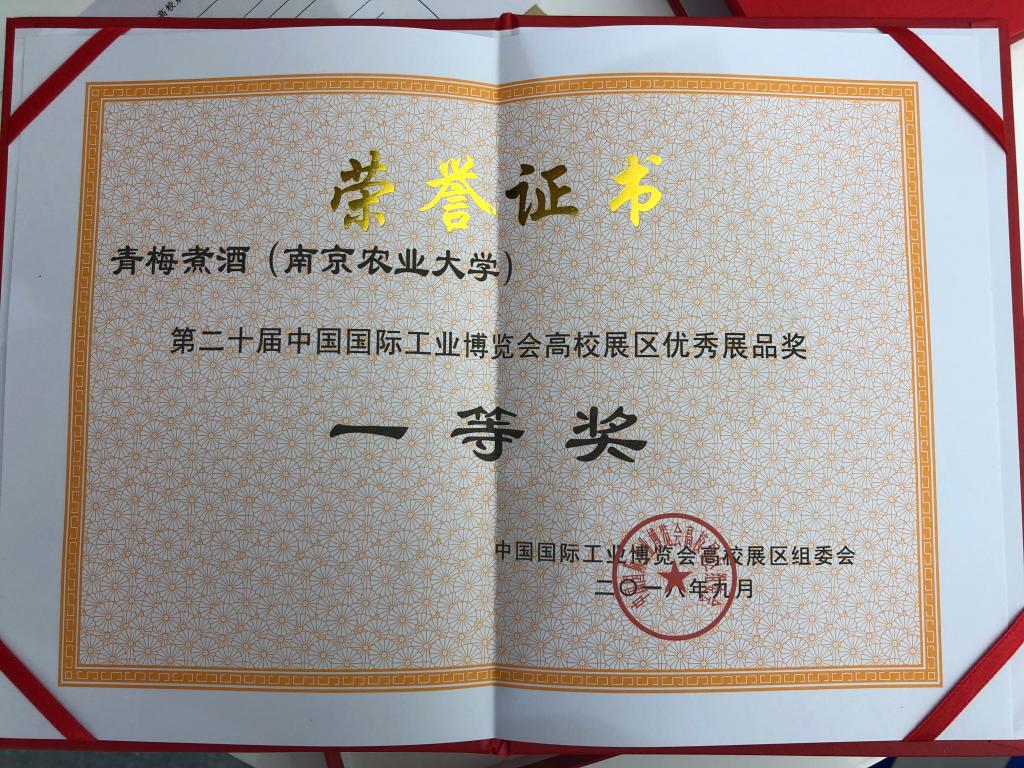 荣誉证书
青梅煮酒（南京农业大学）
第二十届中国国际工业博览会高校展区优秀展品奖
一等奖
中国国际工业博览会高校展区组委会
二〇一八年九月